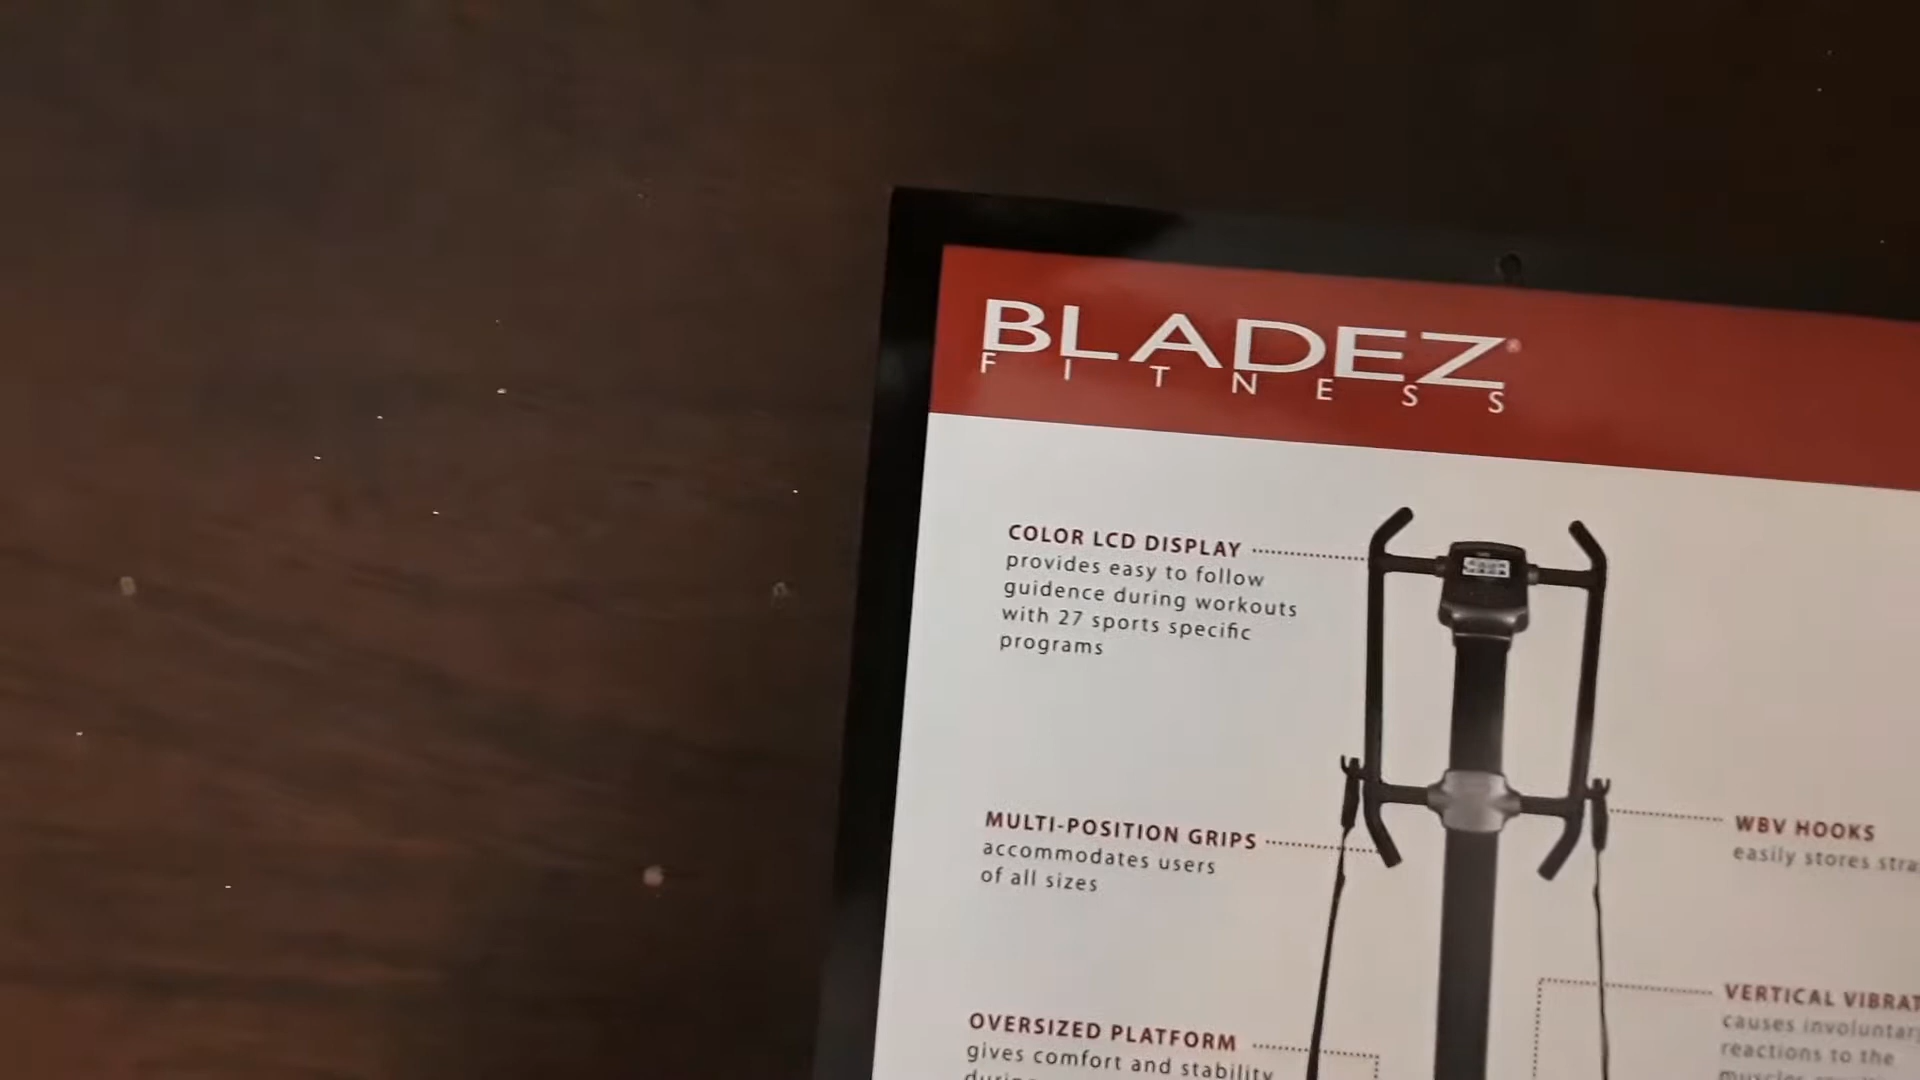 BLADEZ®
FITNESS
COLOR LCD DISPLAY
provides easy to follow
guidence during workouts
with 27 sports specific
programs
MULTI-POSITION GRIPS
accommodates users
of all sizes
WBV HOOKS
easily stores
OVERSIZED PLATFORM
gives comfort and stability
VERTICAL
causes
reactions to the